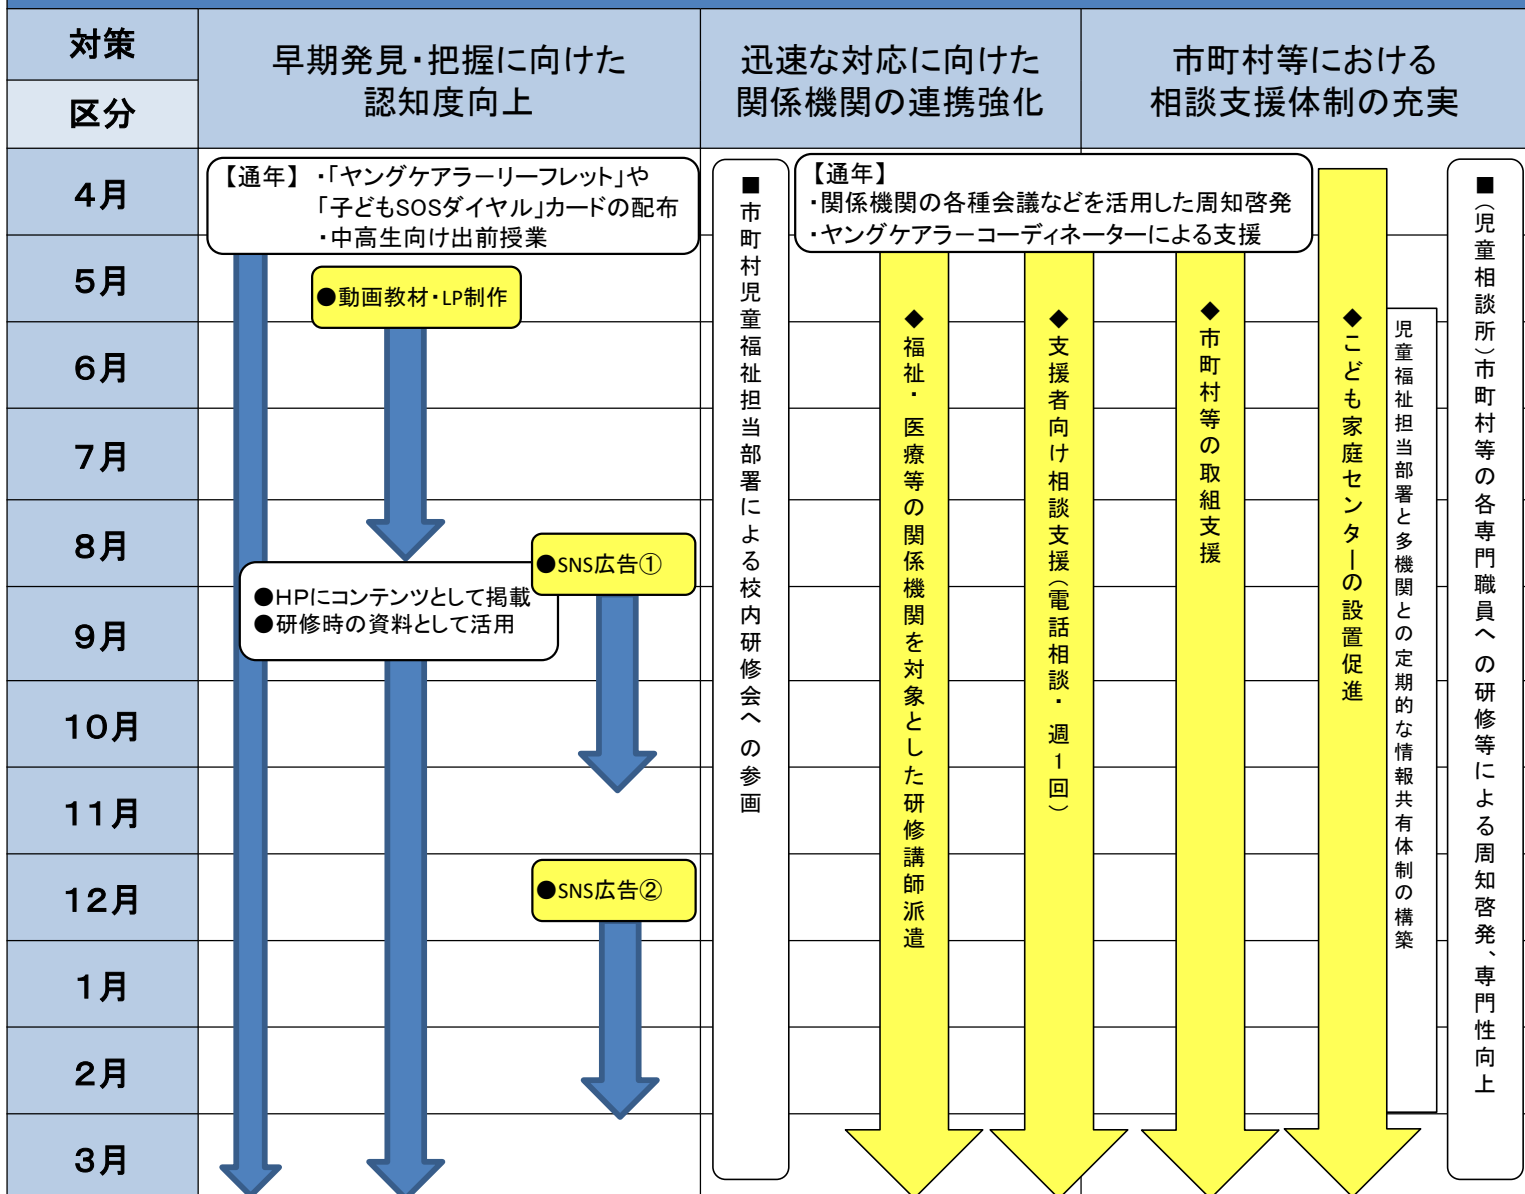 対策
区分
早期発見・把握に向けた
認知度向上
迅速な対応に向けた
関係機関の連携強化
市町村等における
相談支援体制の充実
4月
5月
6月
7月
8月
9月
10月
11月
12月
1月
2月
3月
【通年】 ・「ヤングケアラーリーフレット」や
「子どもSOSダイヤル」カードの配布
・中高生向け出前授業
●動画教材・LP制作
●HPにコンテンツとして掲載
●研修時の資料として活用
●SNS広告①
●SNS広告②
■市町村児童福祉担当部署による校内研修会への参画
【通年】
・関係機関の各種会議などを活用した周知啓発
・ヤングケアラーコーディネーターによる支援
◆福祉・医療等の関係機関を対象とした研修講師派遣
◆支援者向け相談支援（電話相談・週1回）
◆市町村等の取組支援
◆こども家庭センターの設置促進
児童福祉担当部署と多機関との定期的な情報共有体制の構築
■（児童相談所）市町村等の各専門職員への研修等による周知啓発、専門性向上